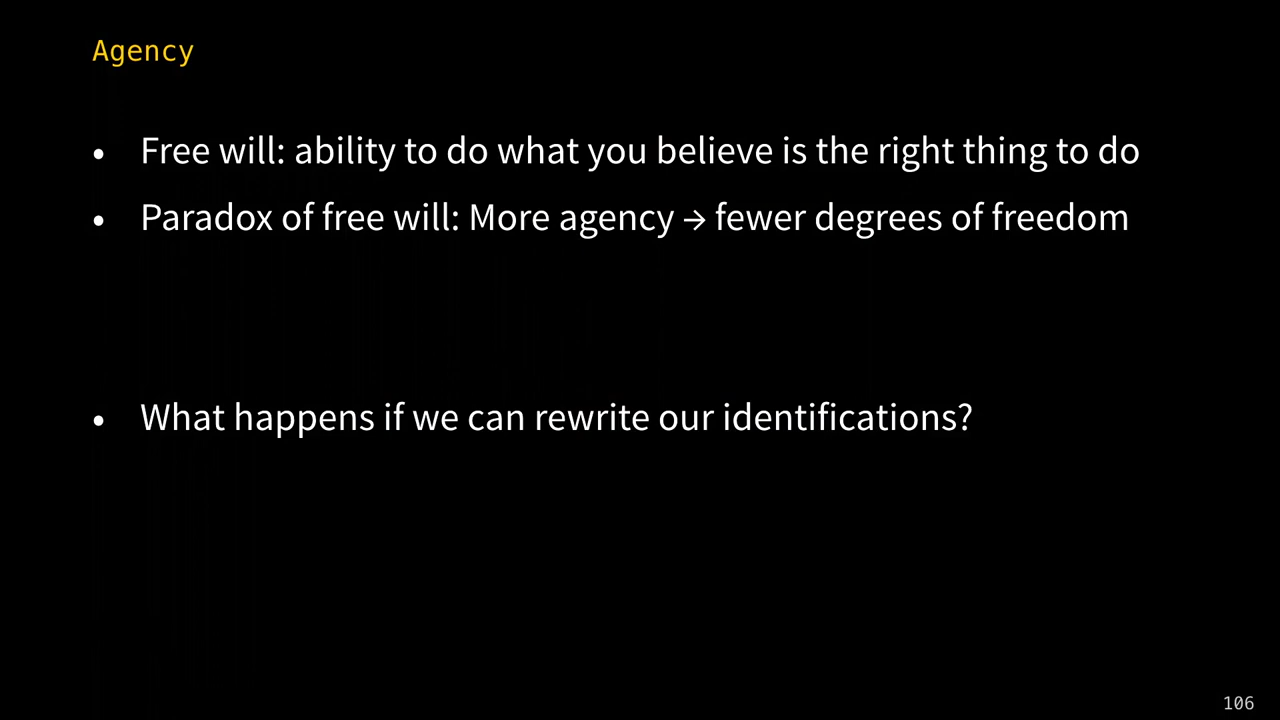 Agency
• Free will: ability to do what you believe is the right thing to do
• Paradox of free will: More agency → fewer degrees of freedom
• What happens if we can rewrite our identifications?
106